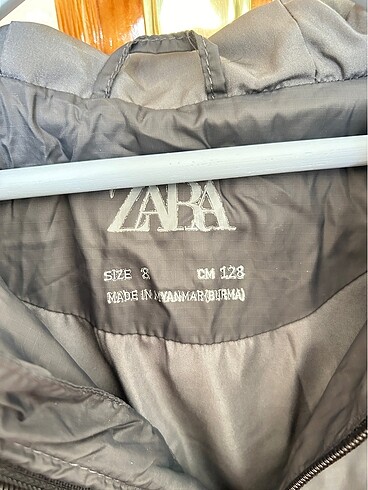 ZARA
SIZE 8 CM 128
MADE IN MYANMAR(BURMA)